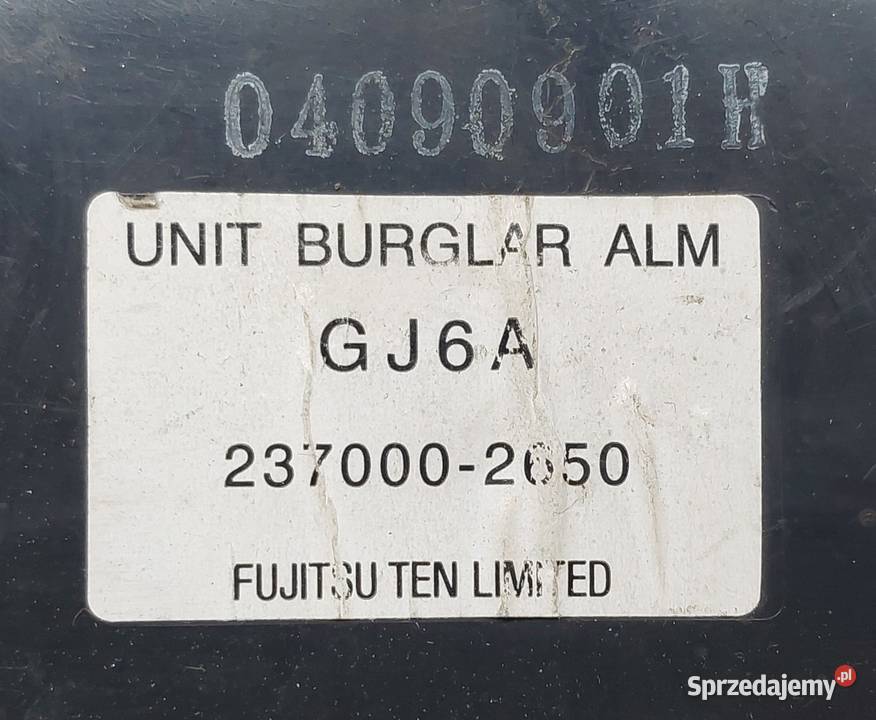 04090901H
UNIT BURGLAR ALM
GJ6A
237000-2650
FUJITSU TEN LIMITED
Sprzedajemy.pl